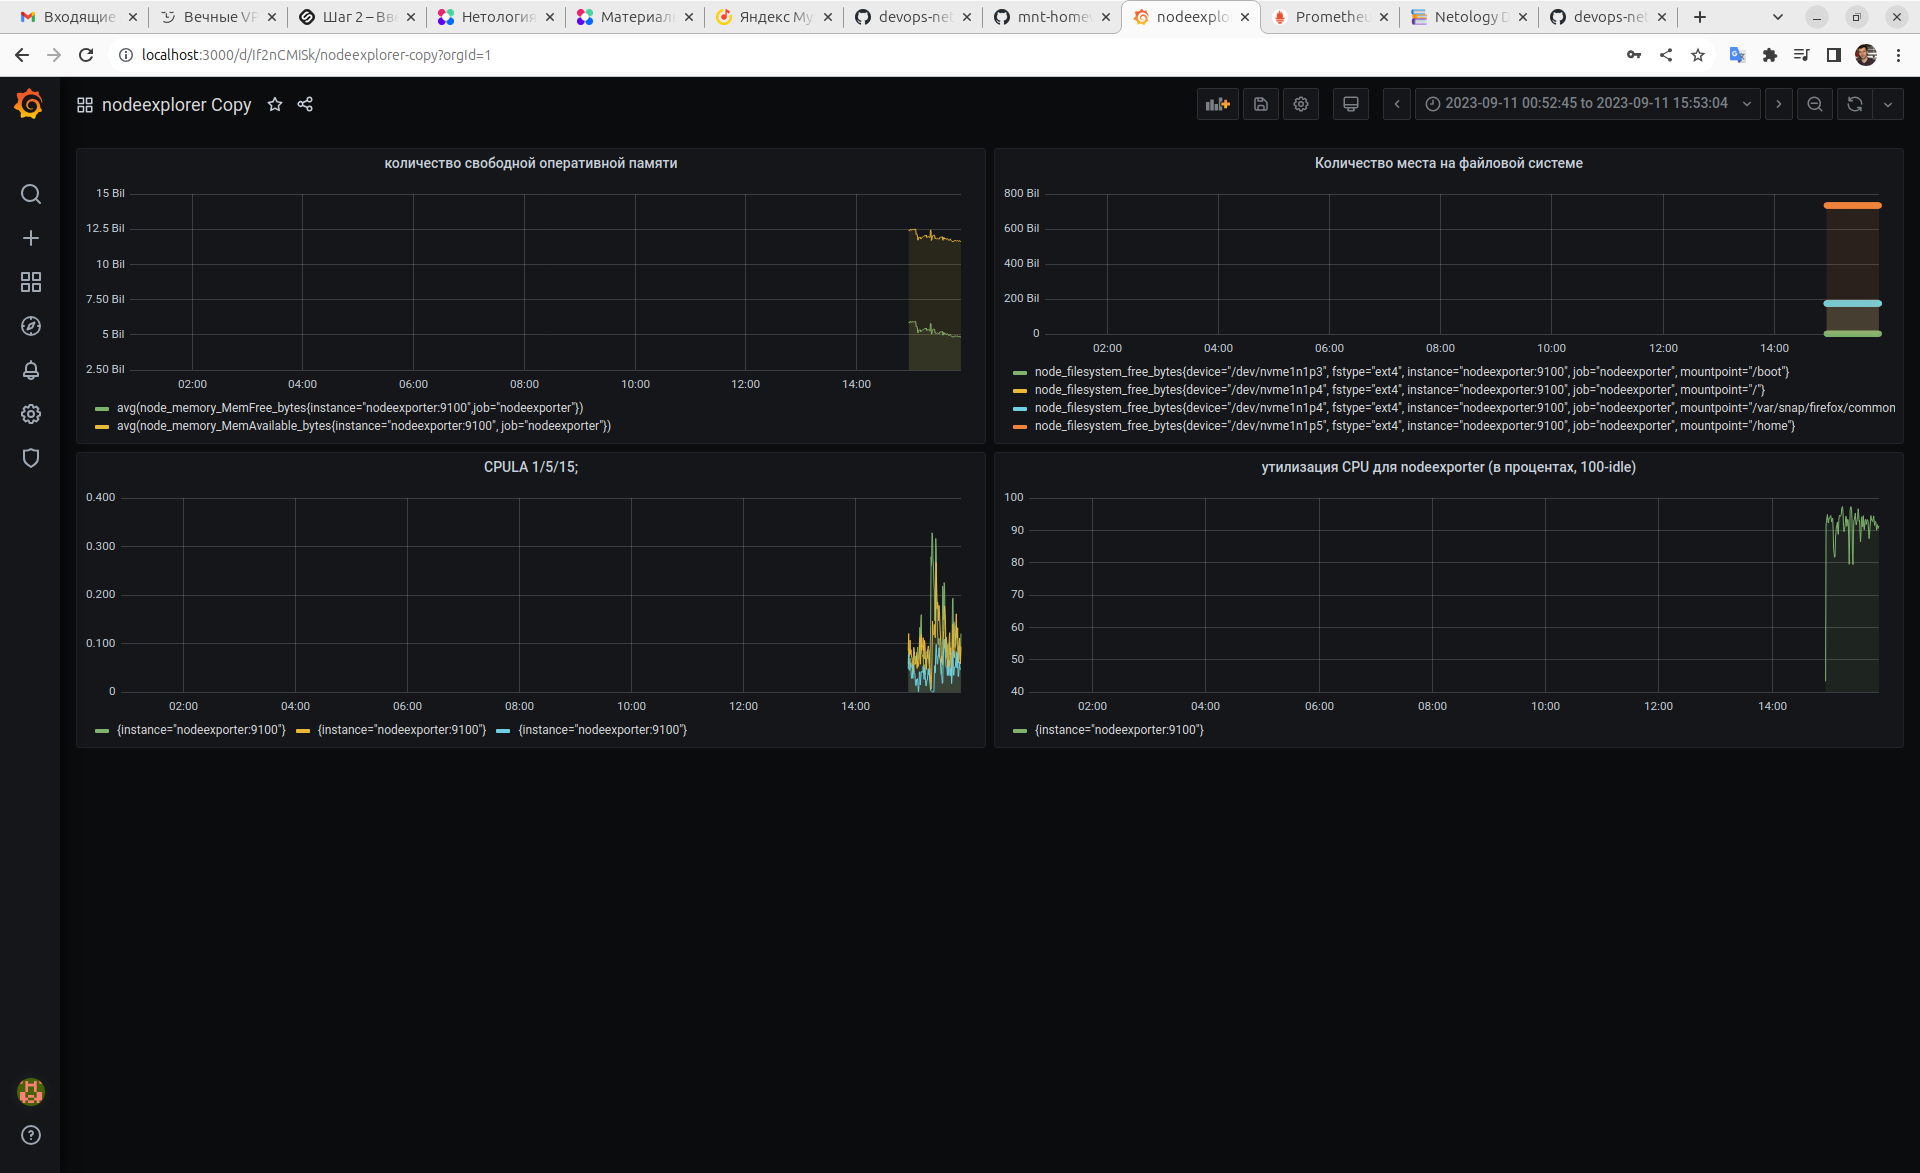 Входящие
Вечные VP
Шаг 2 – Вво
Нетология
Материал
Яндекс Му
devops-net
mnt-home
nodeexplo
Prometheu
Netology D
devops-net
localhost:3000/d/If2nCMISk/nodeexplorer-copy?orgId=1
nodeexplorer Copy
2023-09-11 00:52:45 to 2023-09-11 15:53:04
количество свободной оперативной памяти
15 Bil
12.5 Bil
10 Bil
7.50 Bil
5 Bil
2.50 Bil
02:00 04:00 06:00 08:00 10:00 12:00 14:00
avg(node_memory_MemFree_bytes{instance="nodeexporter:9100",job="nodeexporter"})
avg(node_memory_MemAvailable_bytes{instance="nodeexporter:9100", job="nodeexporter"})
Количество места на файловой системе
800 Bil
600 Bil
400 Bil
200 Bil
0
02:00 04:00 06:00 08:00 10:00 12:00 14:00
node_filesystem_free_bytes{device="/dev/nvme1n1p3", fstype="ext4", instance="nodeexporter:9100", job="nodeexporter", mountpoint="/boot"}
node_filesystem_free_bytes{device="/dev/nvme1n1p4", fstype="ext4", instance="nodeexporter:9100", job="nodeexporter", mountpoint="/"}
node_filesystem_free_bytes{device="/dev/nvme1n1p4", fstype="ext4", instance="nodeexporter:9100", job="nodeexporter", mountpoint="/var/snap/firefox/common
node_filesystem_free_bytes{device="/dev/nvme1n1p5", fstype="ext4", instance="nodeexporter:9100", job="nodeexporter", mountpoint="/home"}
CPULA 1/5/15;
0.400
0.300
0.200
0.100
0
02:00 04:00 06:00 08:00 10:00 12:00 14:00
{instance="nodeexporter:9100"} {instance="nodeexporter:9100"} {instance="nodeexporter:9100"}
утилизация CPU для nodeexporter (в процентах, 100-idle)
100
90
80
70
60
50
40
02:00 04:00 06:00 08:00 10:00 12:00 14:00
{instance="nodeexporter:9100"}